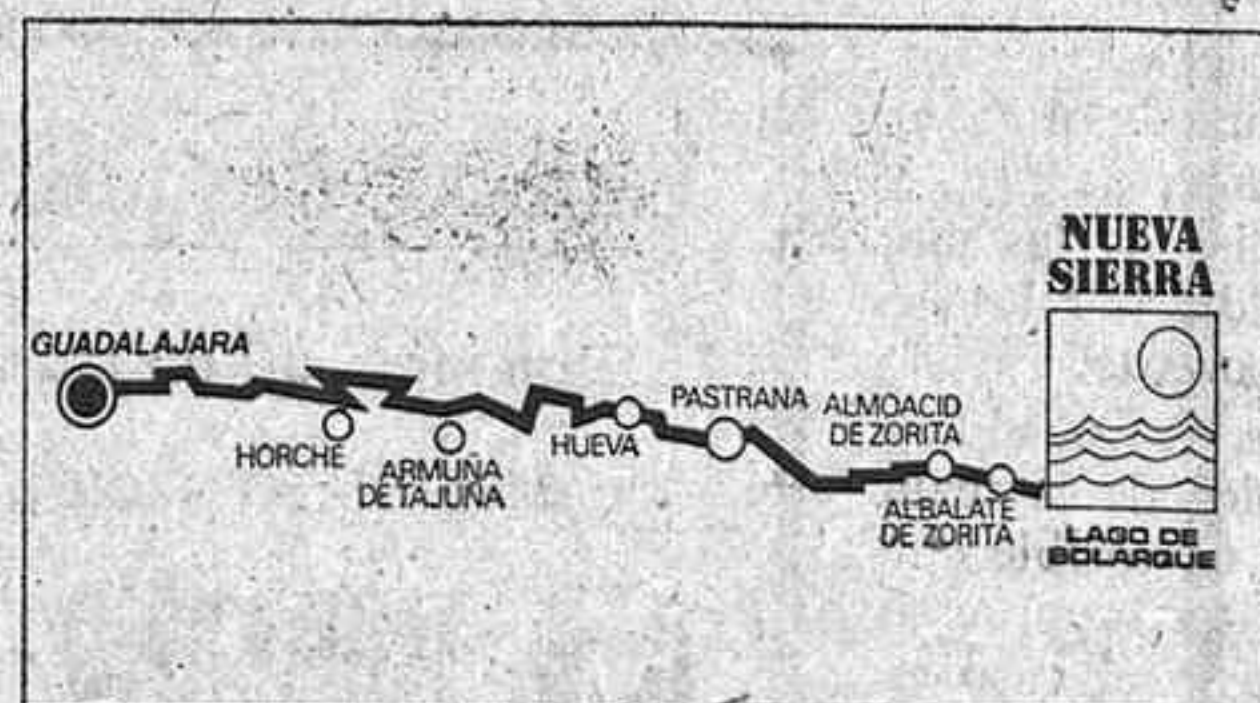 GUADALAJARA
HORCHE
ARMUÑA
DE TAJUÑA
HUEVA
PASTRANA
ALMOACID
DE ZORITA
ALBALATE
DE ZORITA
NUEVA
SIERRA
LAGO DE
BOLARQUE